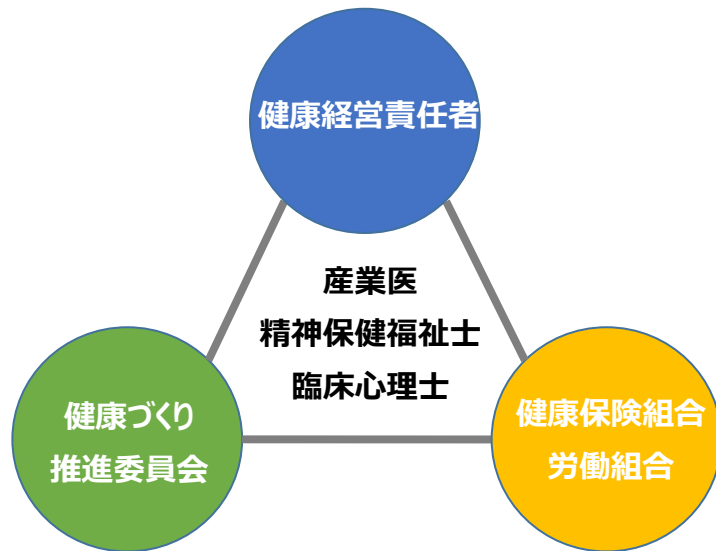 健康経営責任者
産業医
精神保健福祉士
臨床心理士
健康づくり
推進委員会
健康保険組合
労働組合